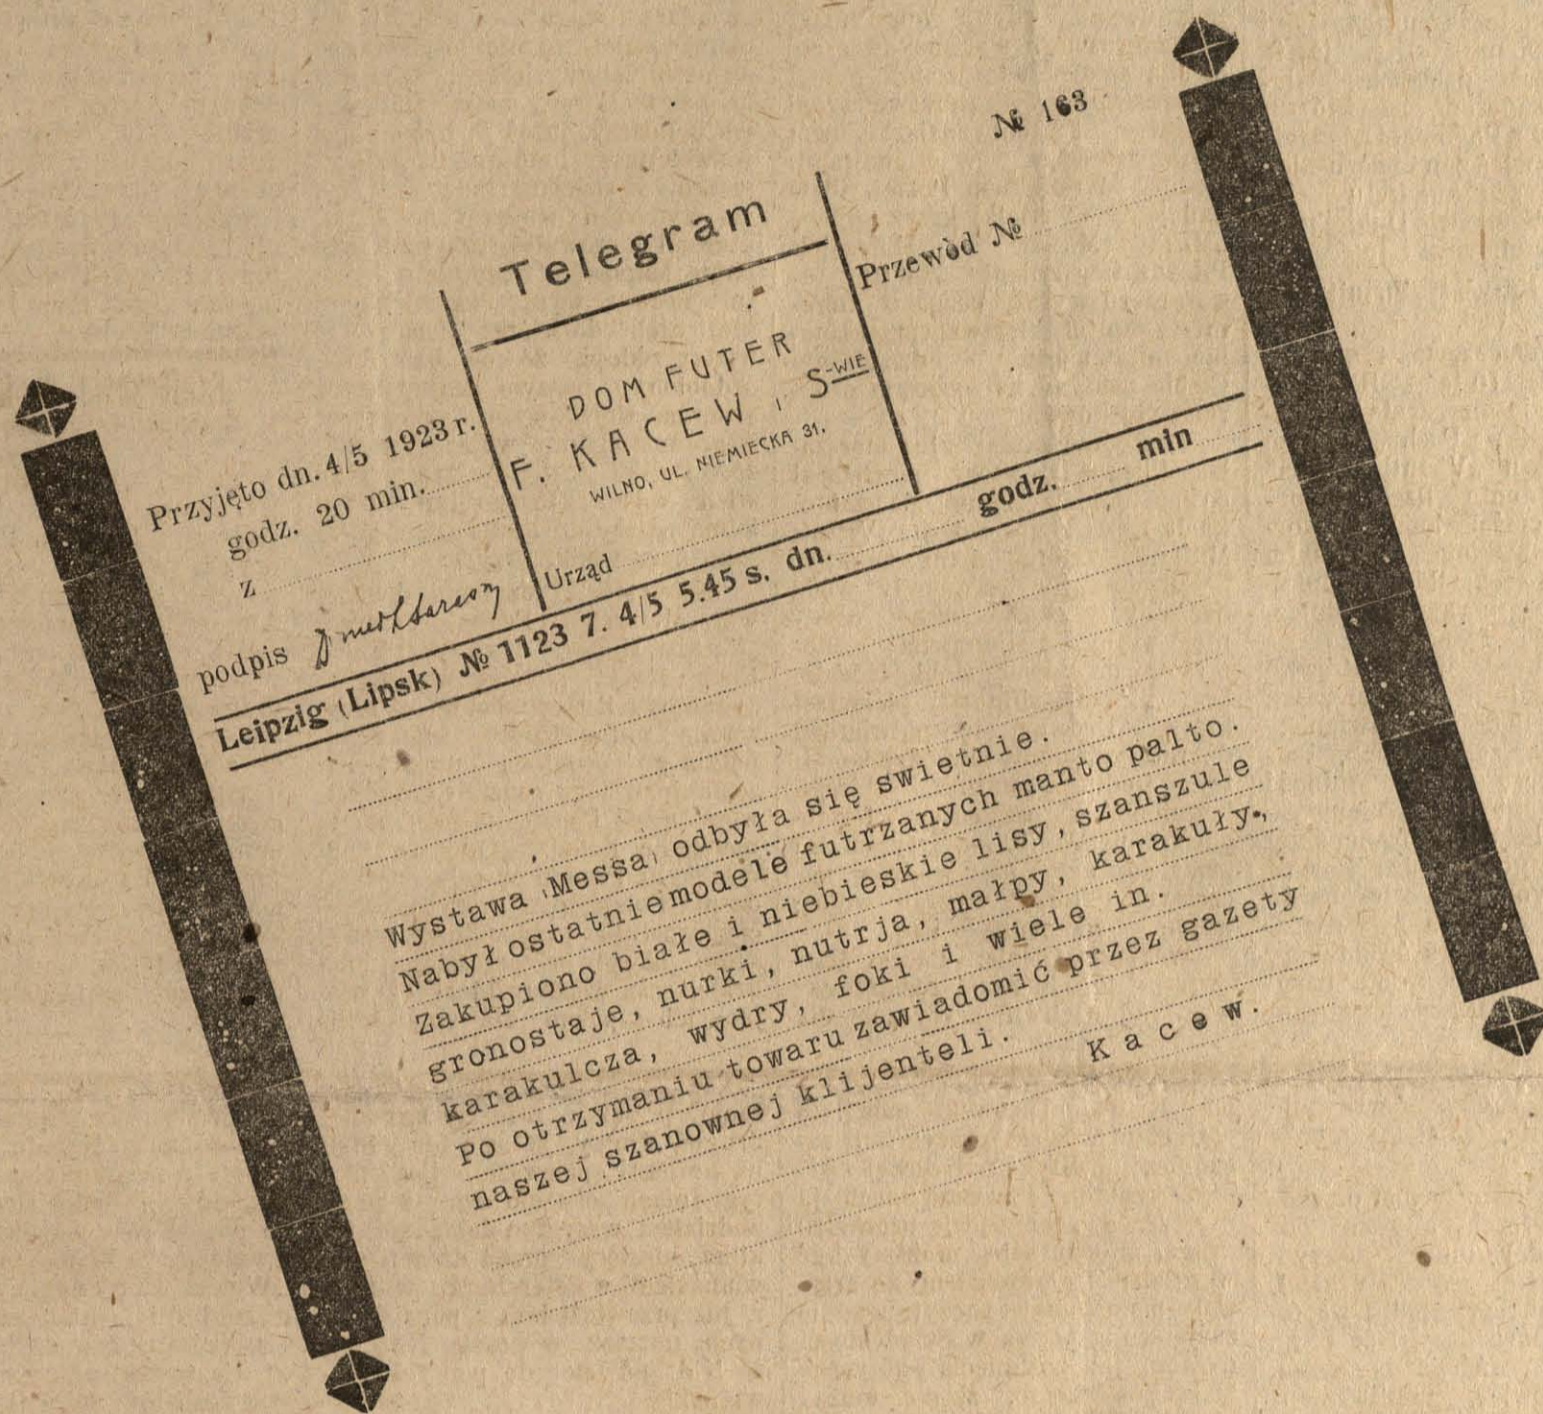 № 163
Telegram
Przewód №
DOM FUTER
F. KACEW i S-WIE
WILNO, UL. NIEMIECKA 31.
Przyjęto dn. 4/5 1923 r.
godz. 20 min.
z
podpis
Urząd
Leipzig (Lipsk) № 1123 7. 4/5 5.45 s. dn. godz. min
Wystawa (Messa) odbyła się swietnie.
Nabył ostatnie modele futrzanych manto palto.
Zakupiono białe i niebieskie lisy, szanszule
gronostaje, nurki, nutrja, małpy, karakuły,
karakulcza, wydry, foki i wiele in.
Po otrzymaniu towaru zawiadomić przez gazety
naszej szanownej klijenteli.
Kacew.